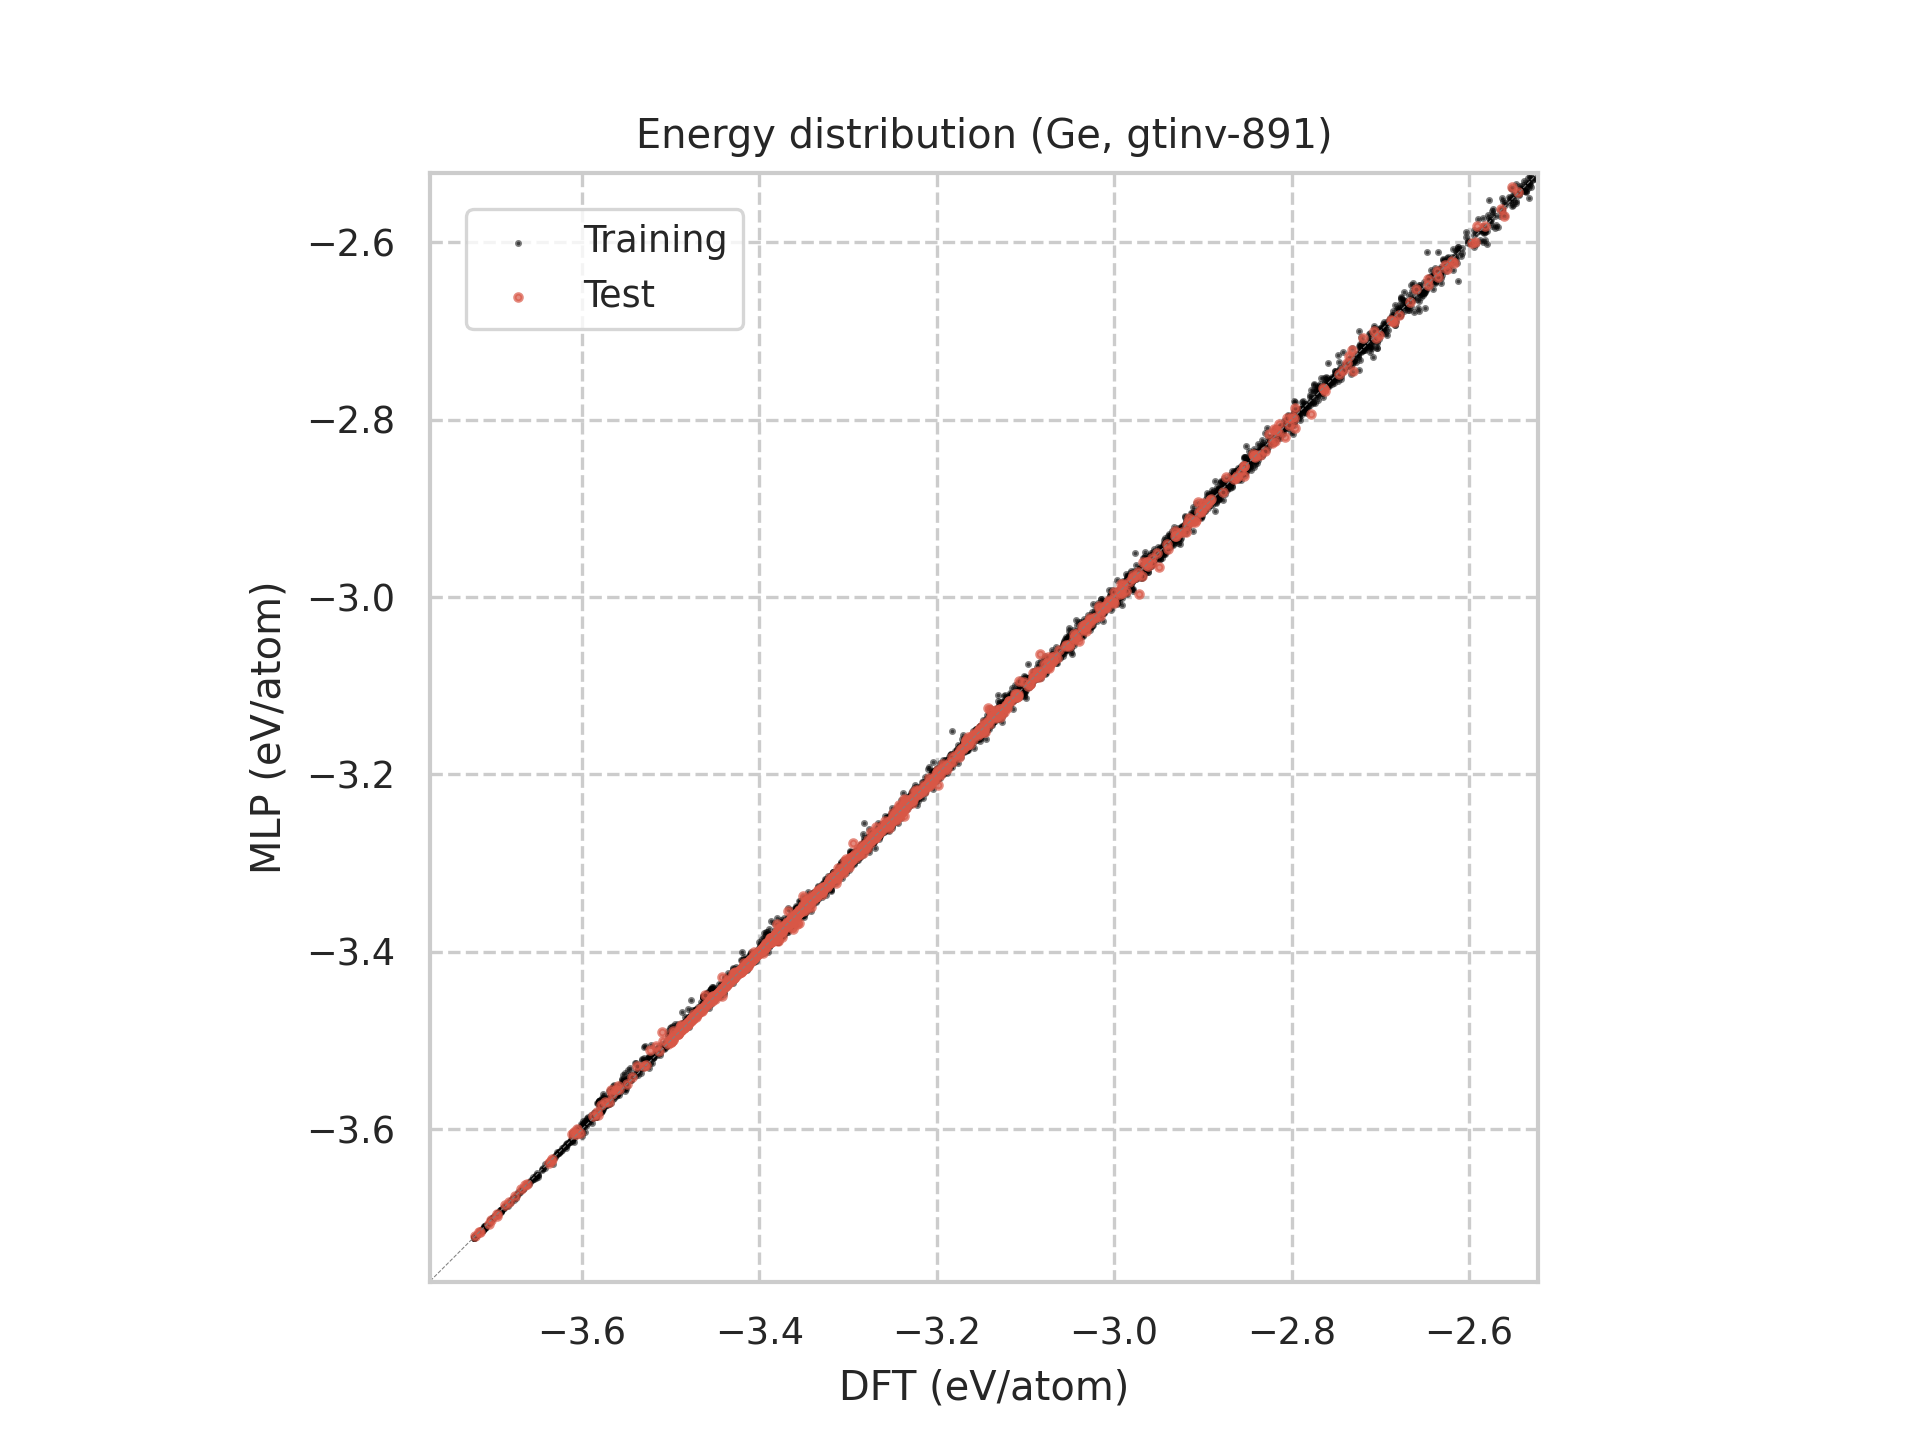 Energy distribution (Ge, gtinv-891)
Training
Test
−2.6
−2.8
−3.0
−3.2
−3.4
−3.6
MLP (eV/atom)
−3.6 −3.4 −3.2 −3.0 −2.8 −2.6
DFT (eV/atom)